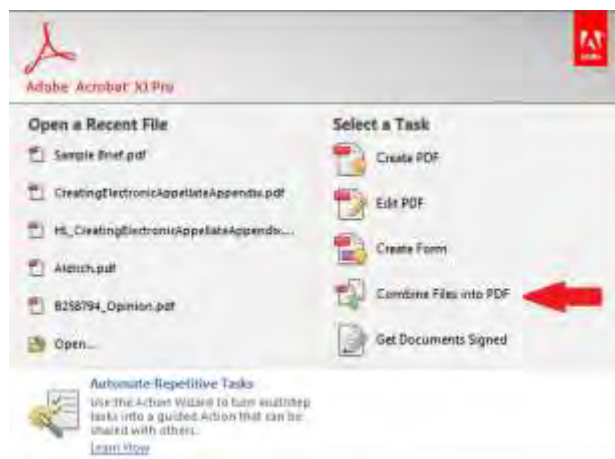 Adobe Acrobat XI Pro
Open a Recent File
Sample Brief.pdf
CreatingElectronicAppellateAppendix.pdf
HL_CreatingElectronicAppellateAppendix....
Aldrich.pdf
B258794_Opinion.pdf
Open...
Select a Task
Create PDF
Edit PDF
Create Form
Combine Files into PDF
Get Documents Signed
Automate Repetitive Tasks
Use the Action Wizard to turn multistep
tasks into a guided Action that can be
shared with others.
Learn How